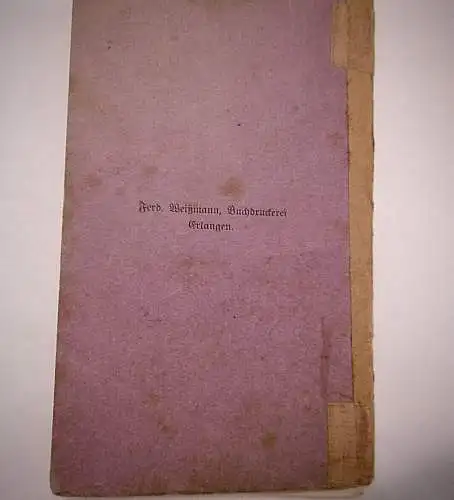 Ferd. Weißmann, Buchdruckerei
Erlangen.